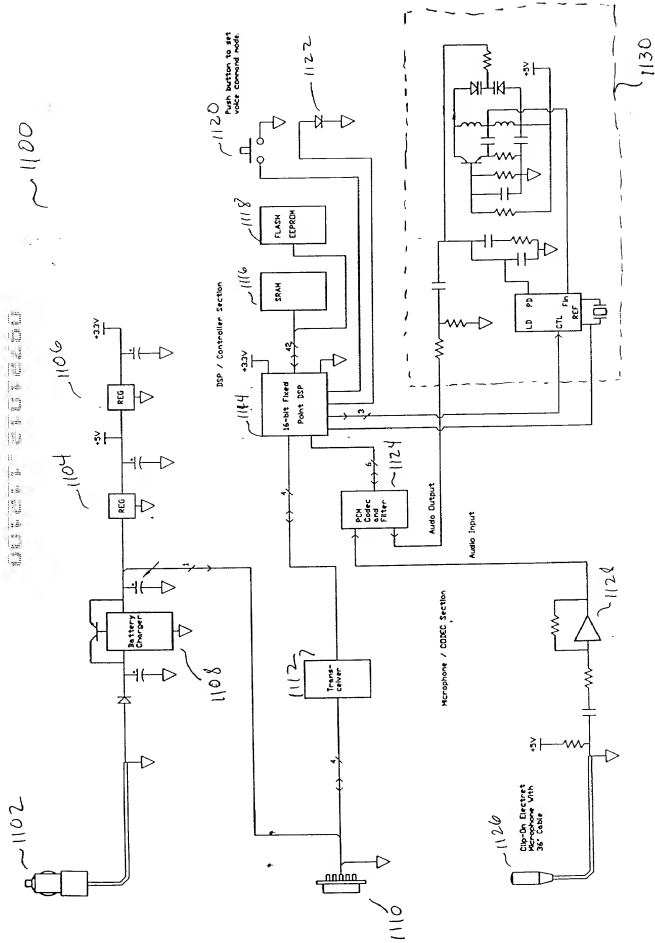 1100
1102
1104
1106
REG
REG
+5V
+3.3V
Battery
Charger
1108
DSP / Controller Section
1120
Push button to set
voice command mode.
1122
1118
FLASH
EEPROM
1116
SRAM
42
+3.3V
1114
16-bit Fixed
Point DSP
4
3
6
1
1112
Trans-
ceiver
4
1110
1124
PCM
Codec
and
Filter
Audio Output
Audio Input
Microphone / CODEC Section
LD
PD
CTL
Fin
REF
+5V
1130
1126
Clip-On Electret
Microphone With
36" Cable
+5V
1128